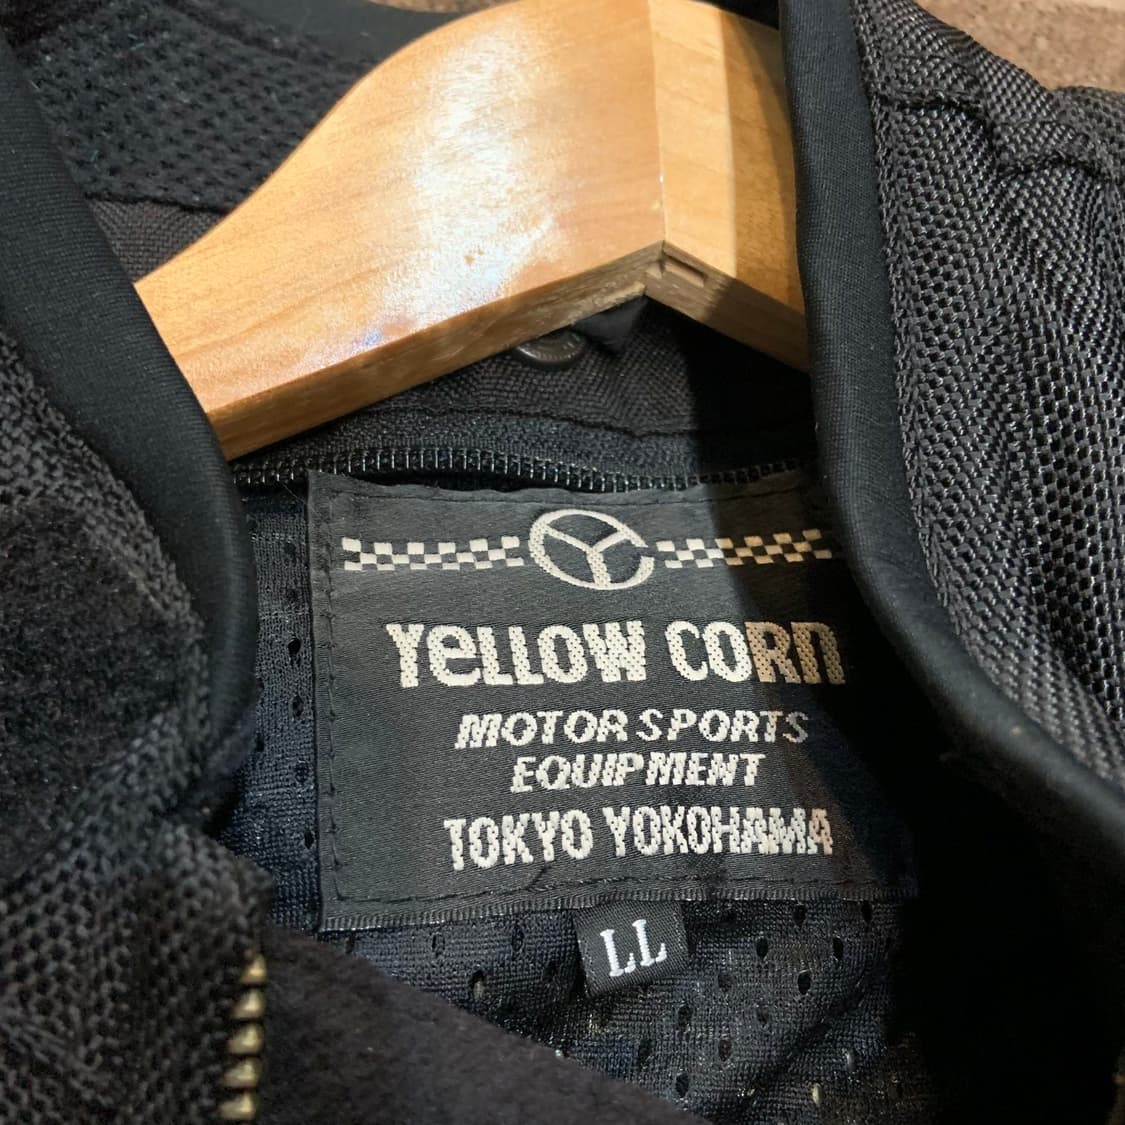 YeLLOW CORN
MOTOR SPORTS
EQUIPMENT
TOKYO YOKOHAMA
LL